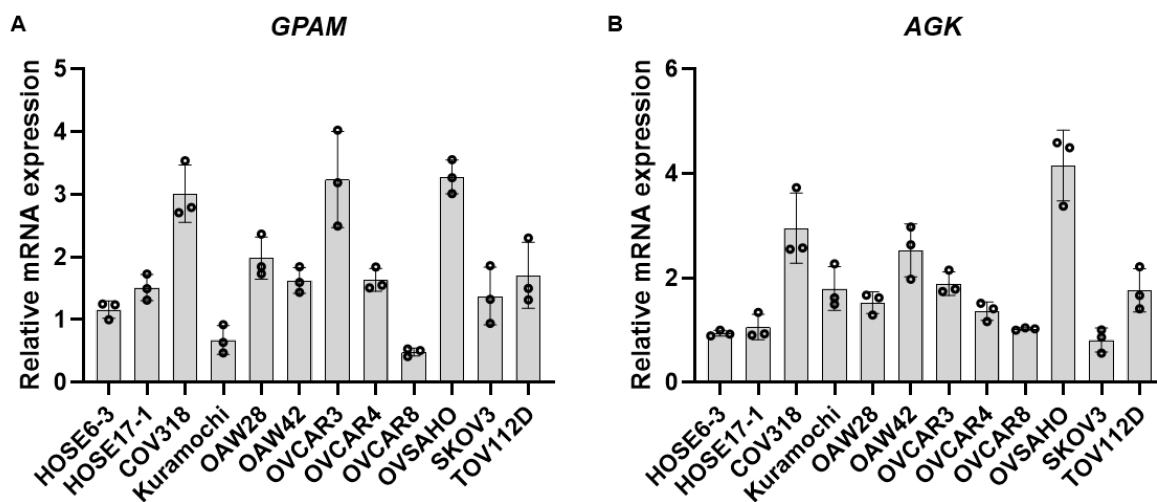 A
GPAM
Relative mRNA expression
5
4
3
2
1
0
HOSE6-3
HOSE17-1
COV318
Kuramochi
OAW28
OAW42
OVCAR3
OVCAR4
OVCAR8
OVSAHO
SKOV3
TOV112D
B
AGK
Relative mRNA expression
6
4
2
0
HOSE6-3
HOSE17-1
COV318
Kuramochi
OAW28
OAW42
OVCAR3
OVCAR4
OVCAR8
OVSAHO
SKOV3
TOV112D